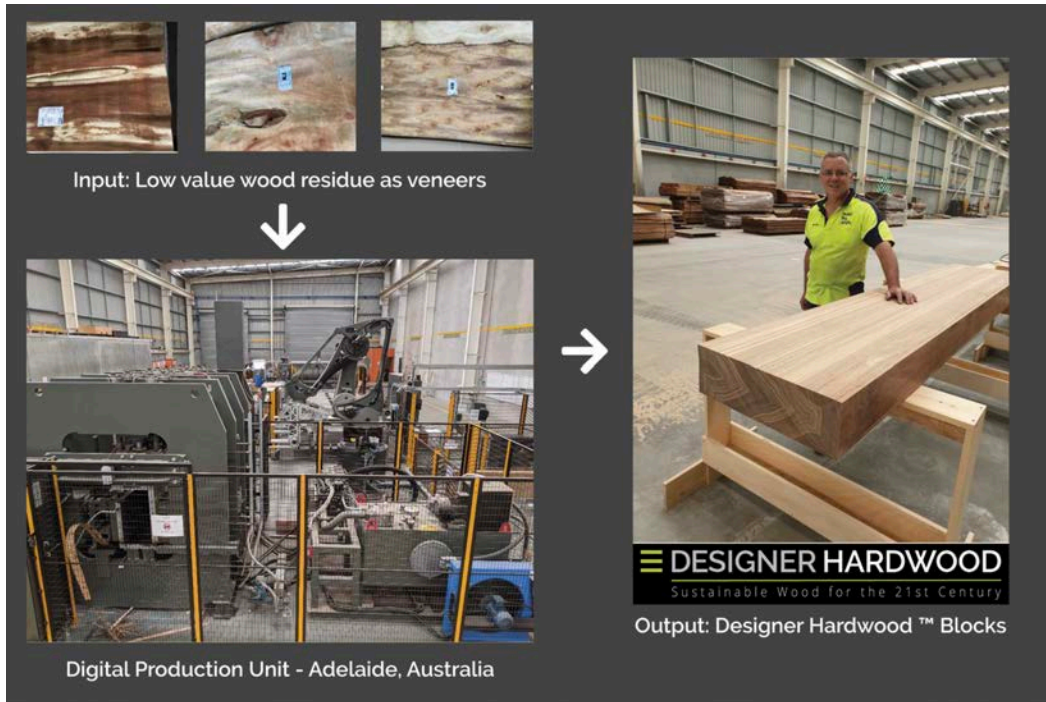 Input: Low value wood residue as veneers
Digital Production Unit - Adelaide, Australia
DESIGNER HARDWOOD
Sustainable Wood for the 21st Century
Output: Designer Hardwood ™ Blocks